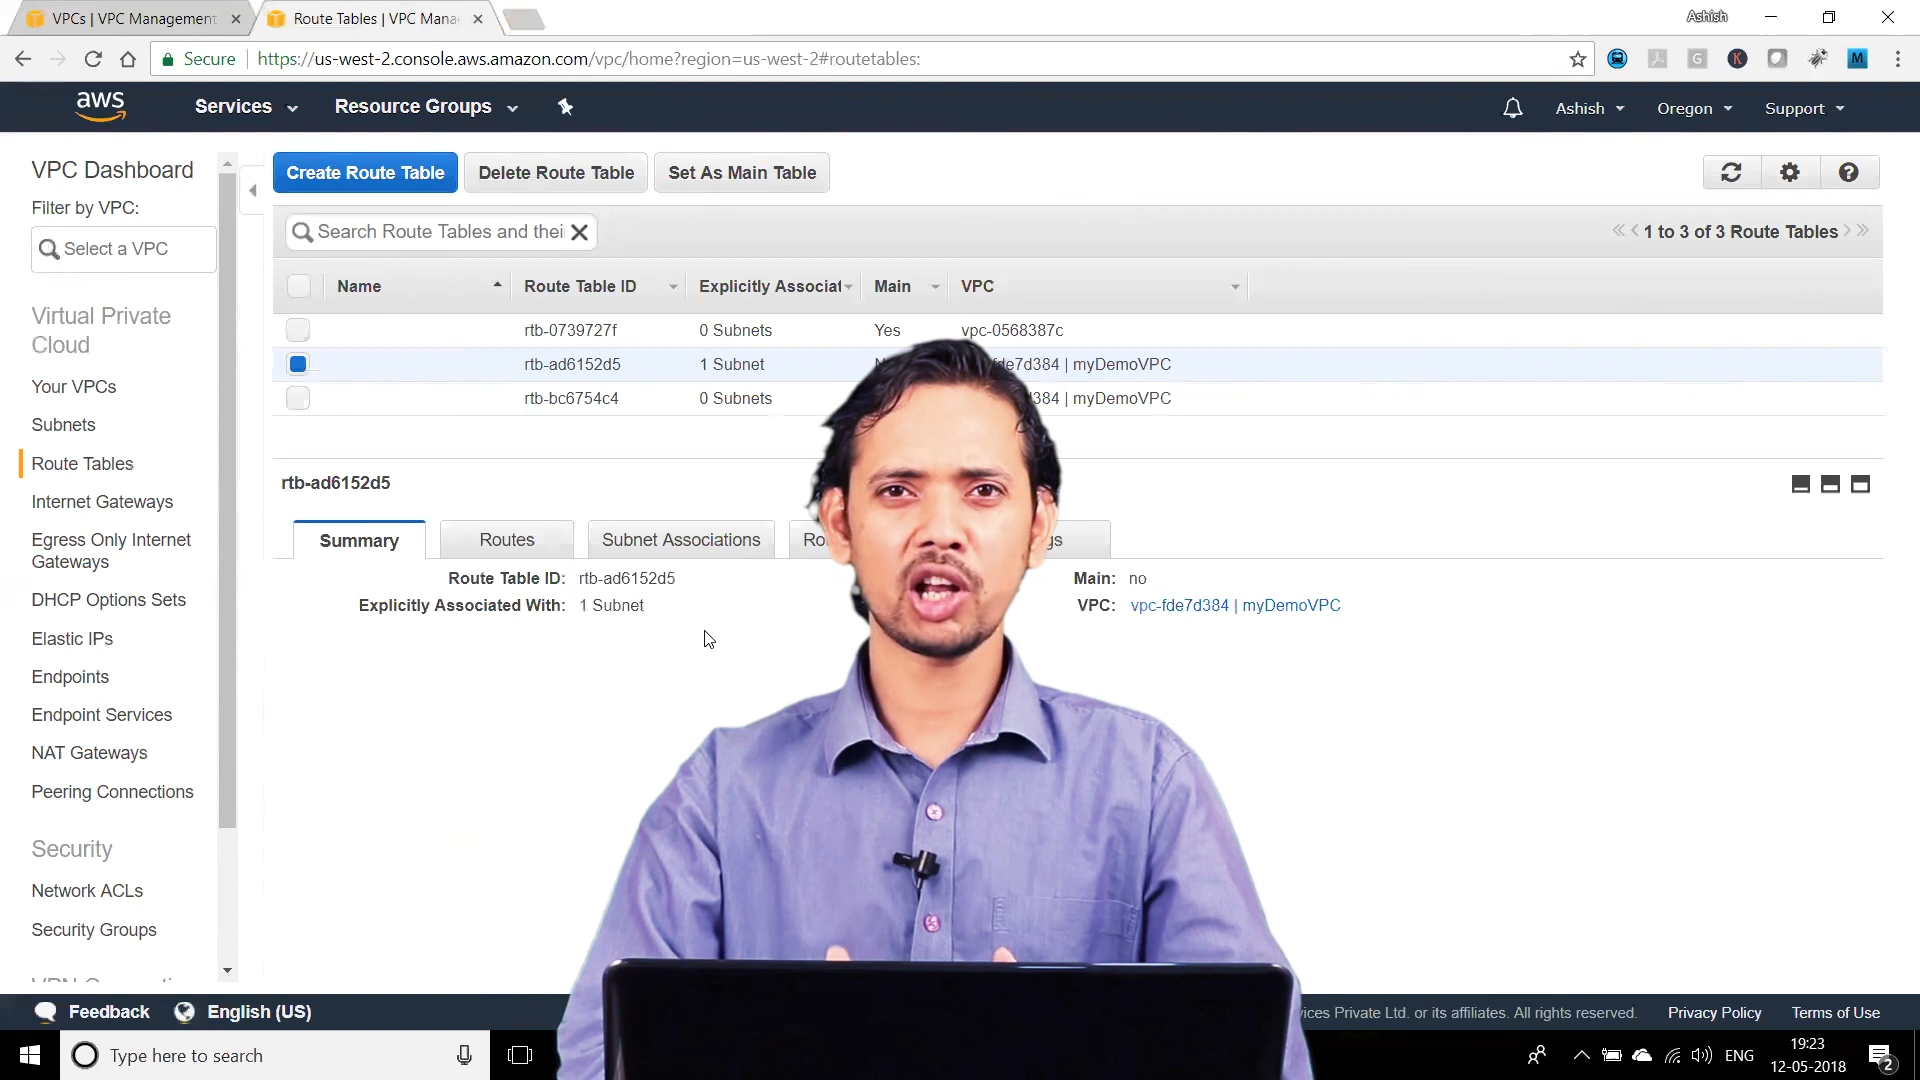 VPCs | VPC Management
Route Tables | VPC Mana
Ashish
Secure
https://us-west-2.console.aws.amazon.com/vpc/home?region=us-west-2#routetables:
aws
Services
Resource Groups
Ashish
Oregon
Support
VPC Dashboard
Filter by VPC:
Select a VPC
Virtual Private
Cloud
Your VPCs
Subnets
Route Tables
Internet Gateways
Egress Only Internet
Gateways
DHCP Options Sets
Elastic IPs
Endpoints
Endpoint Services
NAT Gateways
Peering Connections
Security
Network ACLs
Security Groups
Create Route Table
Delete Route Table
Set As Main Table
Search Route Tables and thei
1 to 3 of 3 Route Tables
Name
Route Table ID
Explicitly Associat
Main
VPC
rtb-0739727f 0 Subnets Yes vpc-0568387c
rtb-ad6152d5 1 Subnet fde7d384 | myDemoVPC
rtb-bc6754c4 0 Subnets 384 | myDemoVPC
rtb-ad6152d5
Summary
Routes
Subnet Associations
Ro
gs
Route Table ID: rtb-ad6152d5
Explicitly Associated With: 1 Subnet
Main: no
VPC: vpc-fde7d384 | myDemoVPC
Feedback
English (US)
ices Private Ltd. or its affiliates. All rights reserved.
Privacy Policy
Terms of Use
Type here to search
ENG
19:23
12-05-2018
2